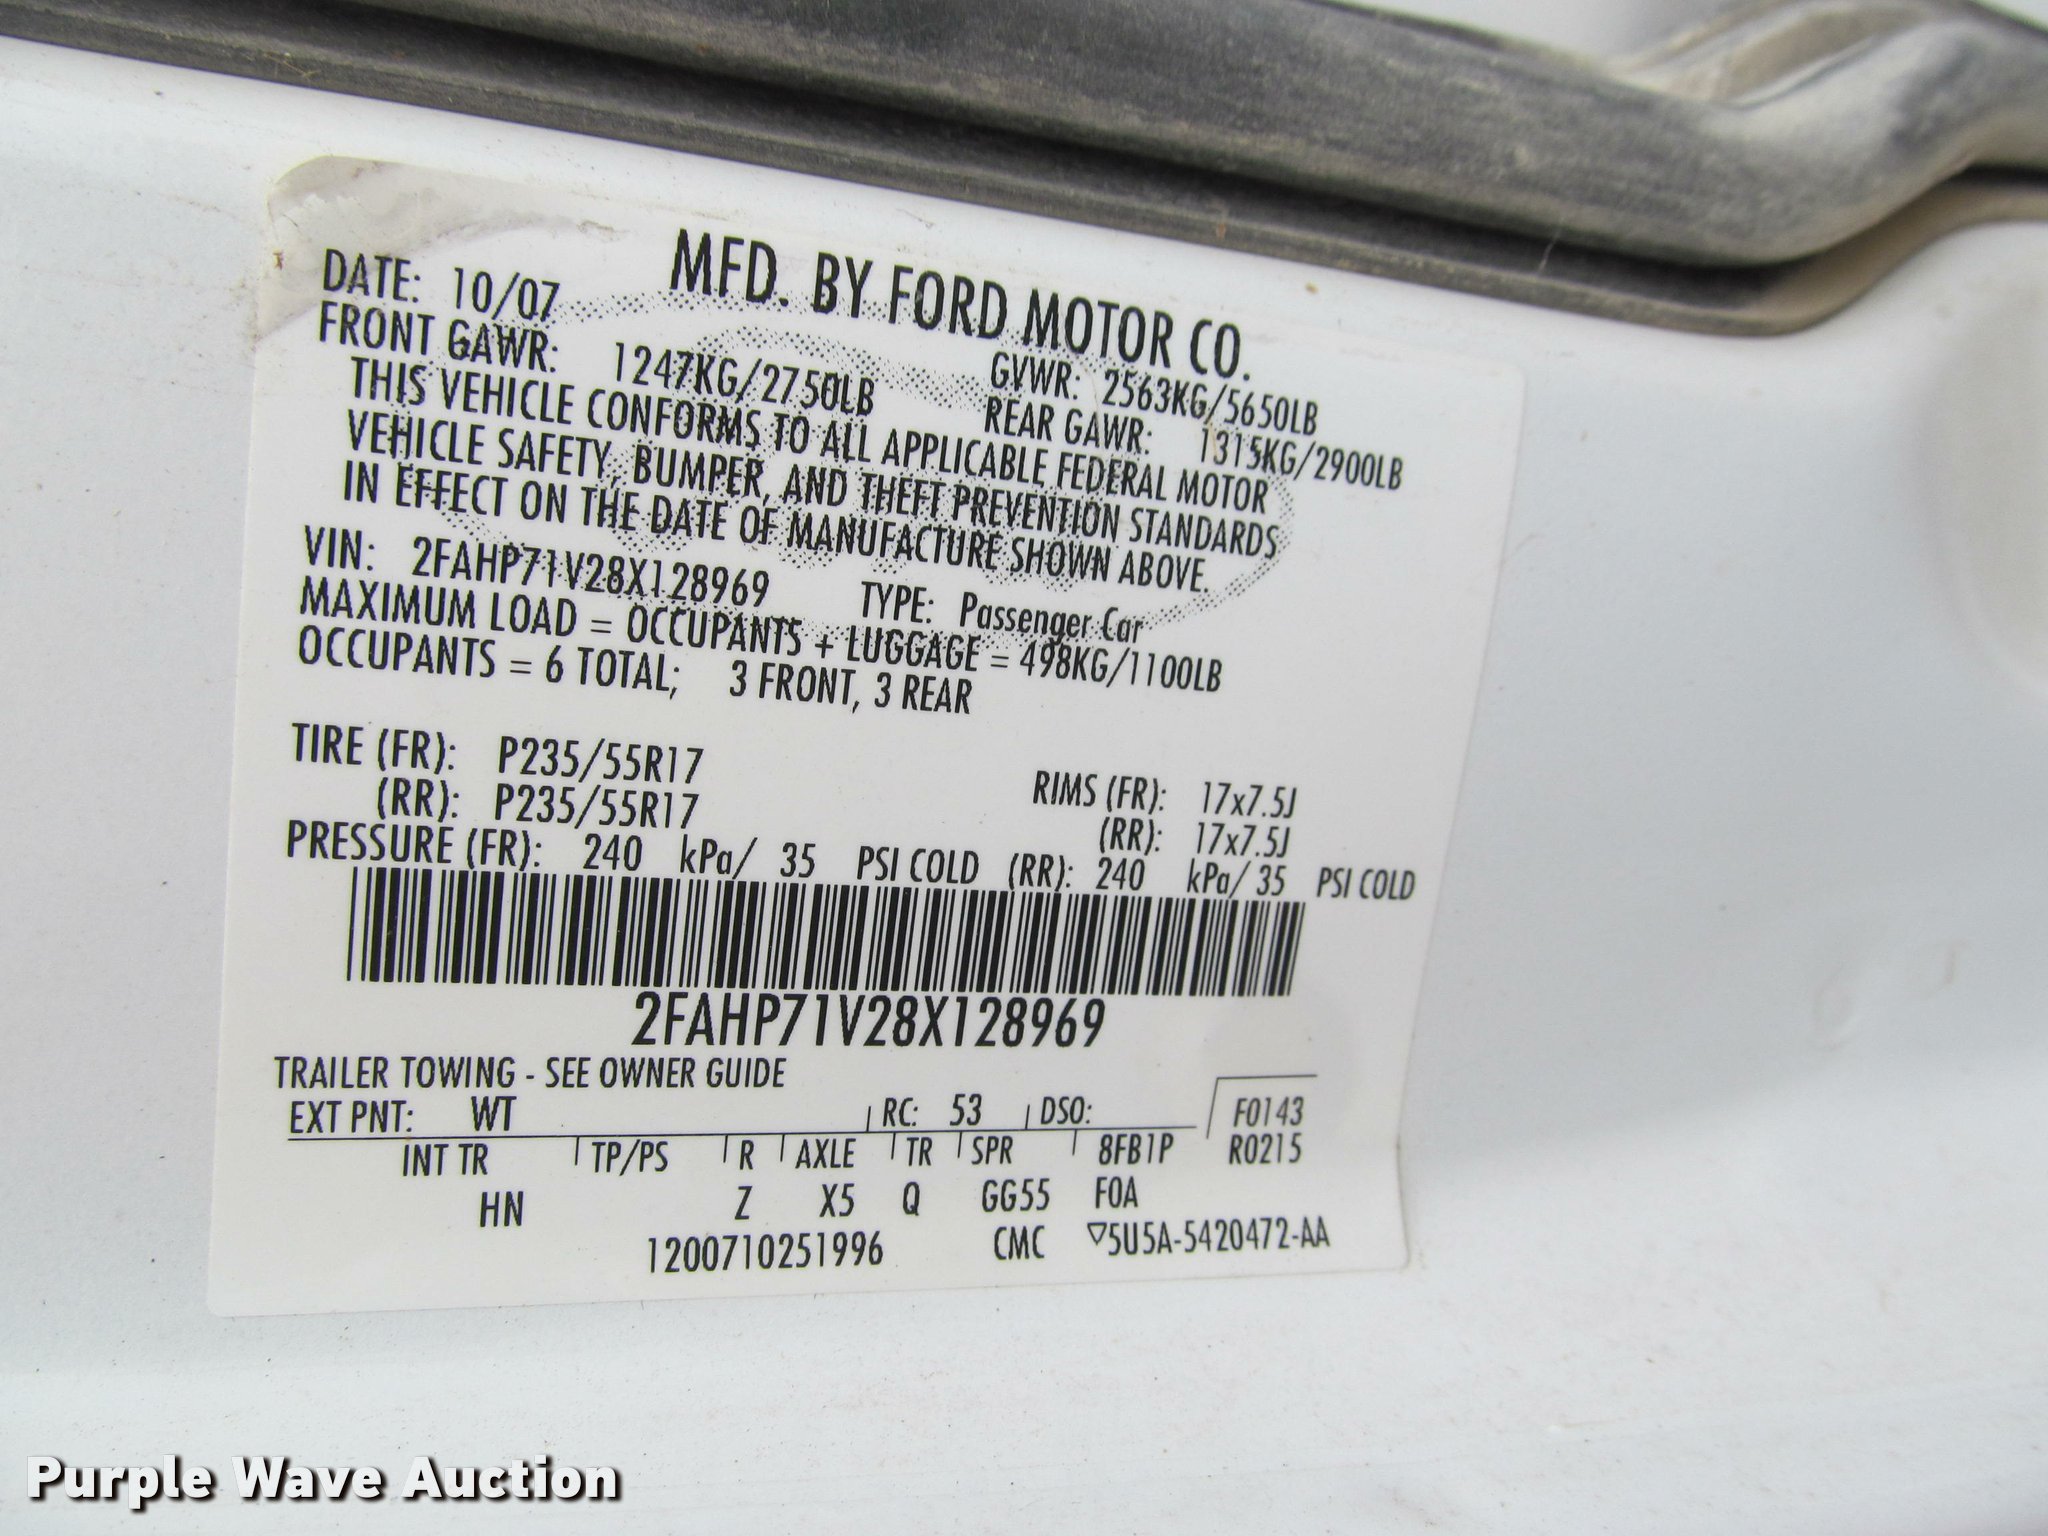 MFD. BY FORD MOTOR CO.
DATE: 10/07 GVWR: 2563KG/5650LB
FRONT GAWR: 1247KG/2750LB REAR GAWR: 1315KG/2900LB
THIS VEHICLE CONFORMS TO ALL APPLICABLE FEDERAL MOTOR
VEHICLE SAFETY, BUMPER, AND THEFT PREVENTION STANDARDS
IN EFFECT ON THE DATE OF MANUFACTURE SHOWN ABOVE.
VIN: 2FAHP71V28X128969 TYPE: Passenger Car
MAXIMUM LOAD = OCCUPANTS + LUGGAGE = 498KG/1100LB
OCCUPANTS = 6 TOTAL; 3 FRONT, 3 REAR
TIRE (FR): P235/55R17 RIMS (FR): 17x7.5J
(RR): P235/55R17 (RR): 17x7.5J
PRESSURE (FR): 240 kPa/ 35 PSI COLD (RR): 240 kPa/ 35 PSI COLD
2FAHP71V28X128969
TRAILER TOWING - SEE OWNER GUIDE
EXT PNT: WT RC: 53 DSO: F0143
INT TR TP/PS R AXLE TR SPR 8FB1P R0215
HN Z X5 Q GG55 F0A
1200710251996 CMC ▽5U5A-5420472-AA
Purple Wave Auction